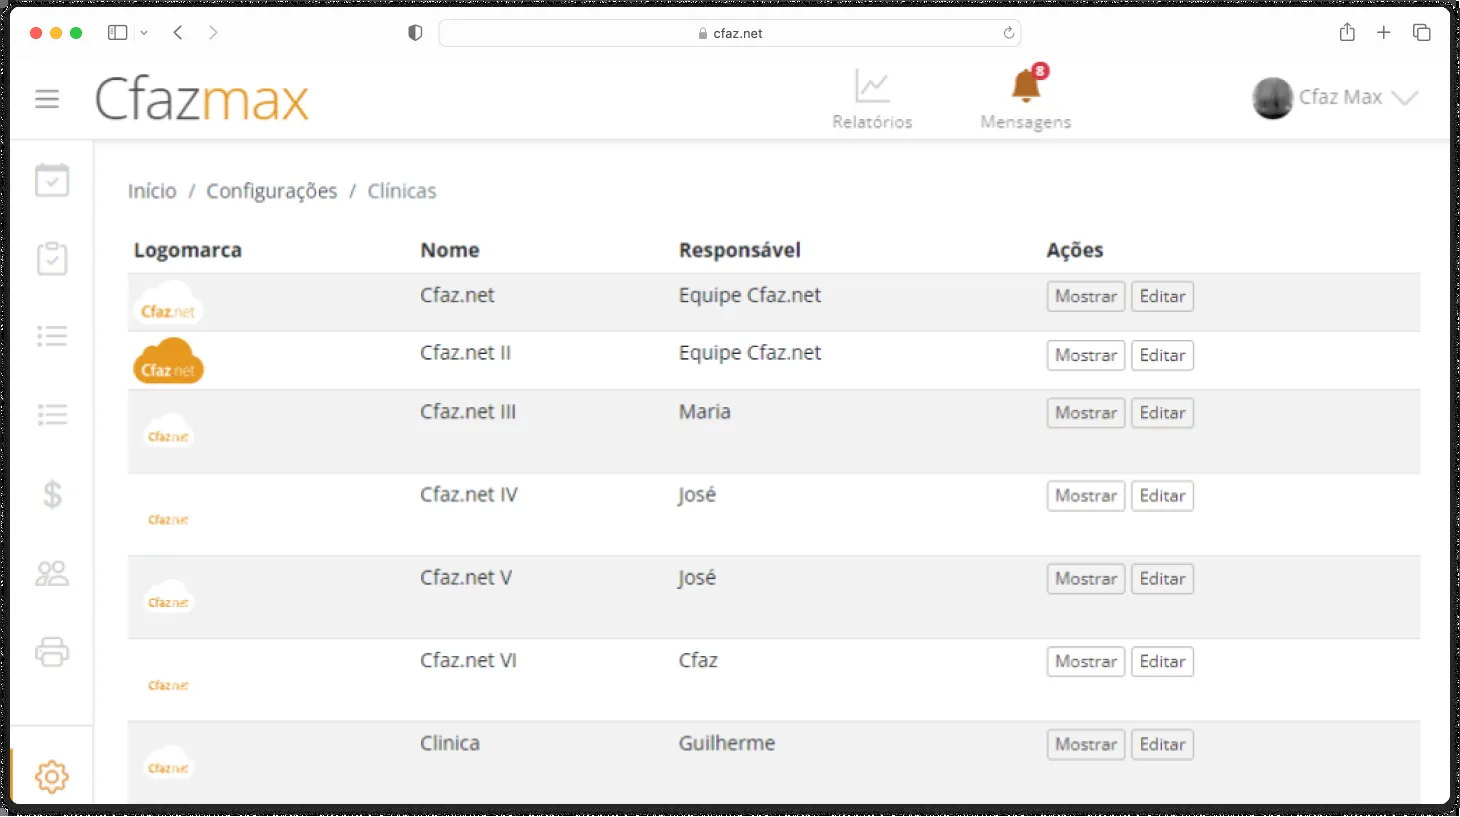 cfaz.net
Cfazmax
8
Relatórios
Mensagens
Cfaz Max
Início / Configurações / Clínicas
Logomarca Nome Responsável Ações
Cfaz.net Cfaz.net Equipe Cfaz.net Mostrar Editar
Cfaz.net Cfaz.net II Equipe Cfaz.net Mostrar Editar
Cfaz.net Cfaz.net III Maria Mostrar Editar
Cfaz.net Cfaz.net IV José Mostrar Editar
Cfaz.net Cfaz.net V José Mostrar Editar
Cfaz.net Cfaz.net VI Cfaz Mostrar Editar
Cfaz.net Clinica Guilherme Mostrar Editar